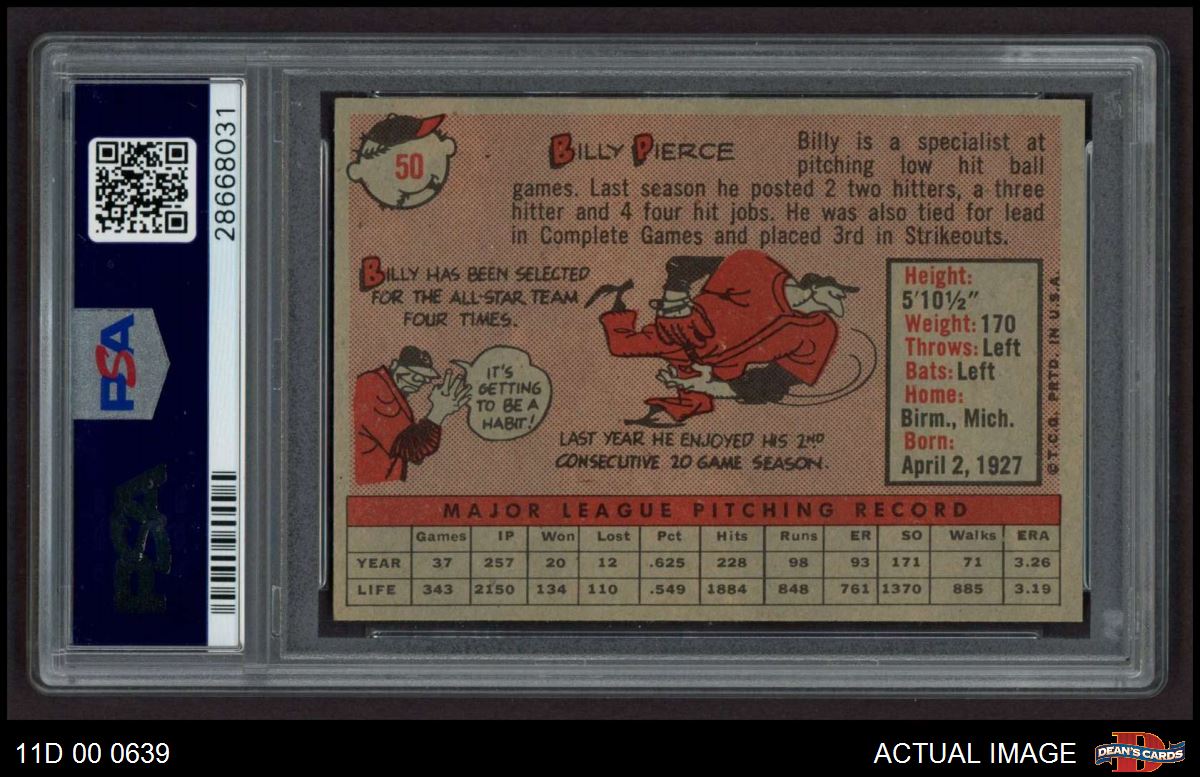 28668031
PSA
PSA
50
BILLY PIERCE
Billy is a specialist at
pitching low hit ball
games. Last season he posted 2 two hitters, a three
hitter and 4 four hit jobs. He was also tied for lead
in Complete Games and placed 3rd in Strikeouts.
BILLY HAS BEEN SELECTED
FOR THE ALL-STAR TEAM
FOUR TIMES.
IT'S
GETTING
TO BE A
HABIT!
LAST YEAR HE ENJOYED HIS 2ND
CONSECUTIVE 20 GAME SEASON.
Height:
5'10½"
Weight: 170
Throws: Left
Bats: Left
Home:
Birm., Mich.
Born:
April 2, 1927
© T.C.G. PRTD. IN U.S.A.
MAJOR LEAGUE PITCHING RECORD
Games IP Won Lost Pct Hits Runs ER SO Walks ERA
YEAR 37 257 20 12 .625 228 98 93 171 71 3.26
LIFE 343 2150 134 110 .549 1884 848 761 1370 885 3.19
11D 00 0639
ACTUAL IMAGE
D
DEAN'S CARDS